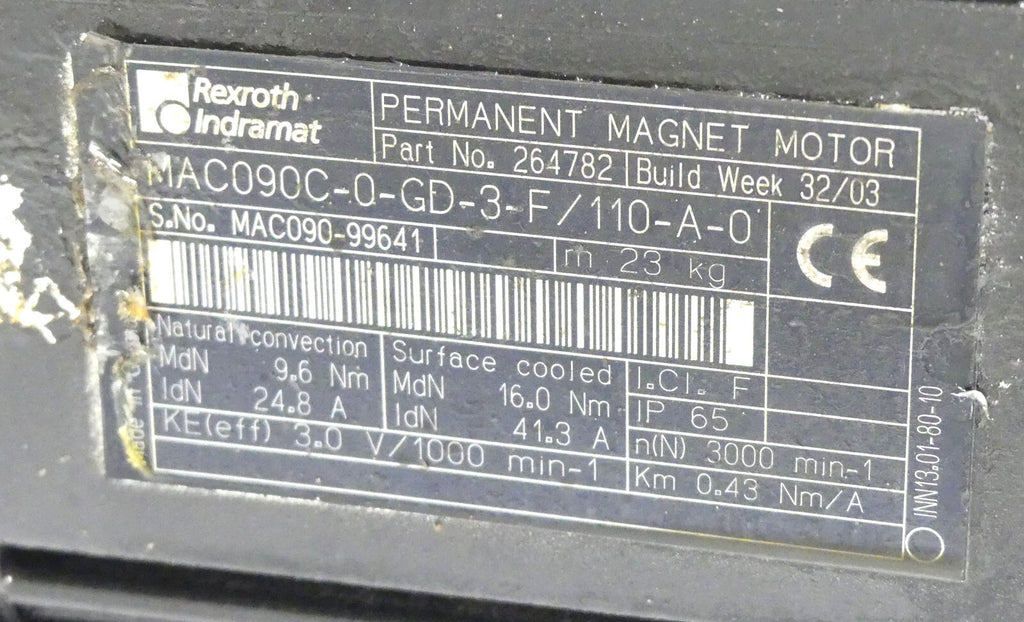 Rexroth
Indramat
PERMANENT MAGNET MOTOR
Part No. 264782
Build Week 32/03
MAC090C-0-GD-3-F/110-A-0
S.No. MAC090-99641
m 23 kg
CE
Natural convection
MdN 9.6 Nm
IdN 24.8 A
Surface cooled
MdN 16.0 Nm
IdN 41.3 A
I.Cl. F
IP 65
n(N) 3000 min-1
KE(eff) 3.0 V/1000 min-1
Km 0.43 Nm/A
INN13.01-80-10
Made in